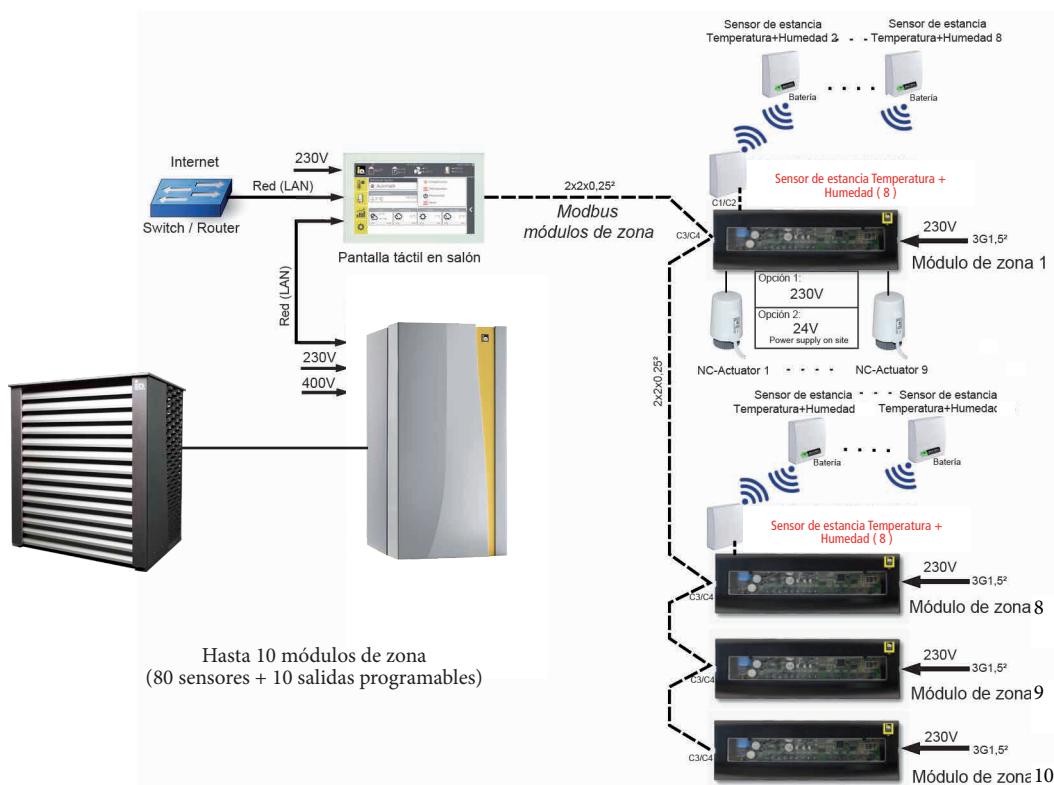 Sensor de estancia
Temperatura+Humedad 2
Sensor de estancia
Temperatura+Humedad 8
Batería
Batería
Internet
230V
Red (LAN)
Switch / Router
Automatik
Pantalla táctil en salón
Red (LAN)
2x2x0,25²
Modbus
módulos de zona
C1/C2
Sensor de estancia Temperatura +
Humedad ( 8 )
C3/C4
230V
3G1,5²
Módulo de zona 1
Opción 1:
230V
Opción 2:
24V
Power supply on site
NC-Actuator 1
NC-Actuator 9
2x2x0,25²
230V
400V
Sensor de estancia
Temperatura+Humedad
Sensor de estancia
Temperatura+Humedad
Batería
Batería
Sensor de estancia Temperatura +
Humedad ( 8 )
C3/C4
230V
3G1,5²
Módulo de zona 8
Hasta 10 módulos de zona
(80 sensores + 10 salidas programables)
C3/C4
230V
3G1,5²
Módulo de zona 9
C3/C4
230V
3G1,5²
Módulo de zona 10